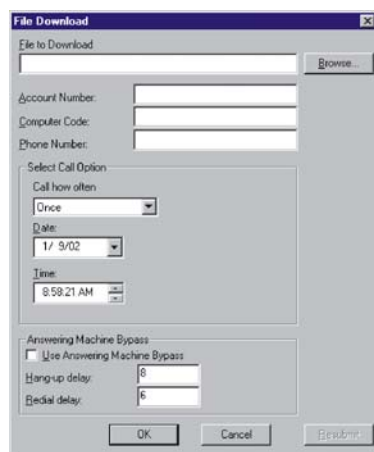 File Download
File to Download
Browse...
Account Number:
Computer Code:
Phone Number:
Select Call Option
Call how often
Once
Date:
1/ 9/02
Time:
8:58:21 AM
Answering Machine Bypass
Use Answering Machine Bypass
Hang-up delay:
8
Redial delay:
6
OK
Cancel
Resubmit